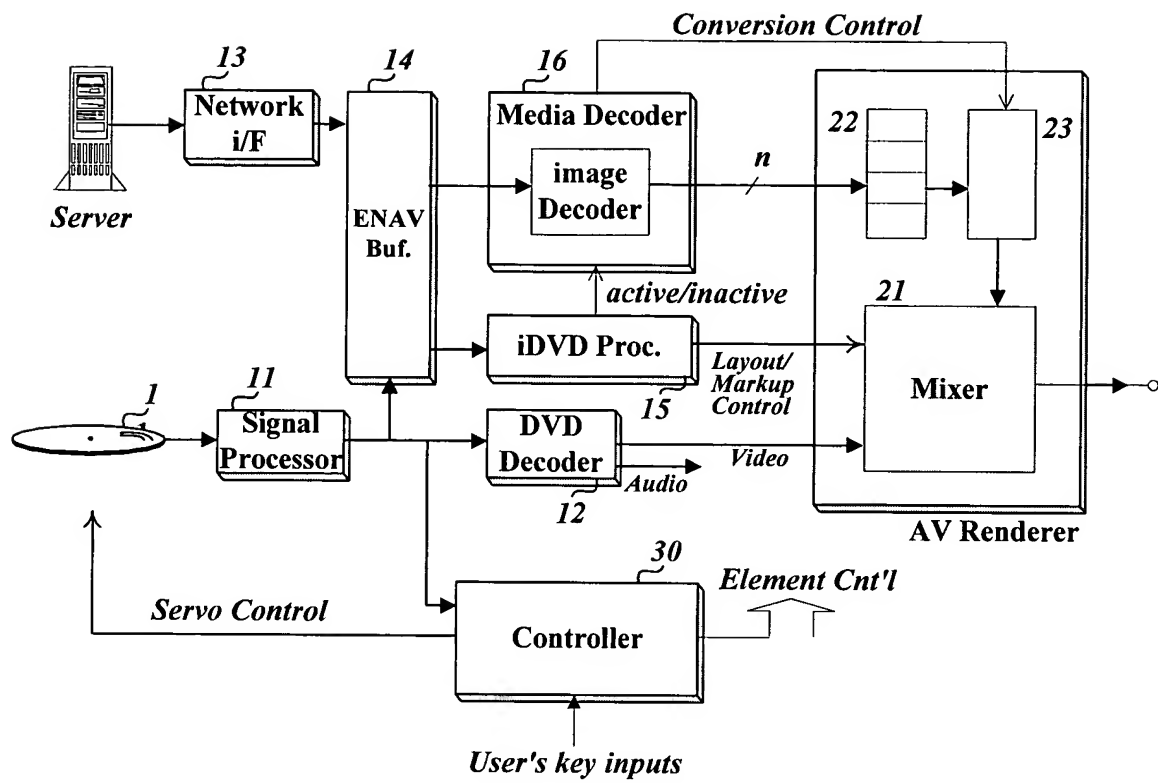 Conversion Control
13
14
16
Network
i/F
Media Decoder
22
23
image
Decoder
n
Server
ENAV
Buf.
active/inactive
21
iDVD Proc.
15
Layout/
Markup
Control
Mixer
1
11
Signal
Processor
DVD
Decoder
12
Video
Audio
AV Renderer
30
Element Cnt'l
Servo Control
Controller
User's key inputs